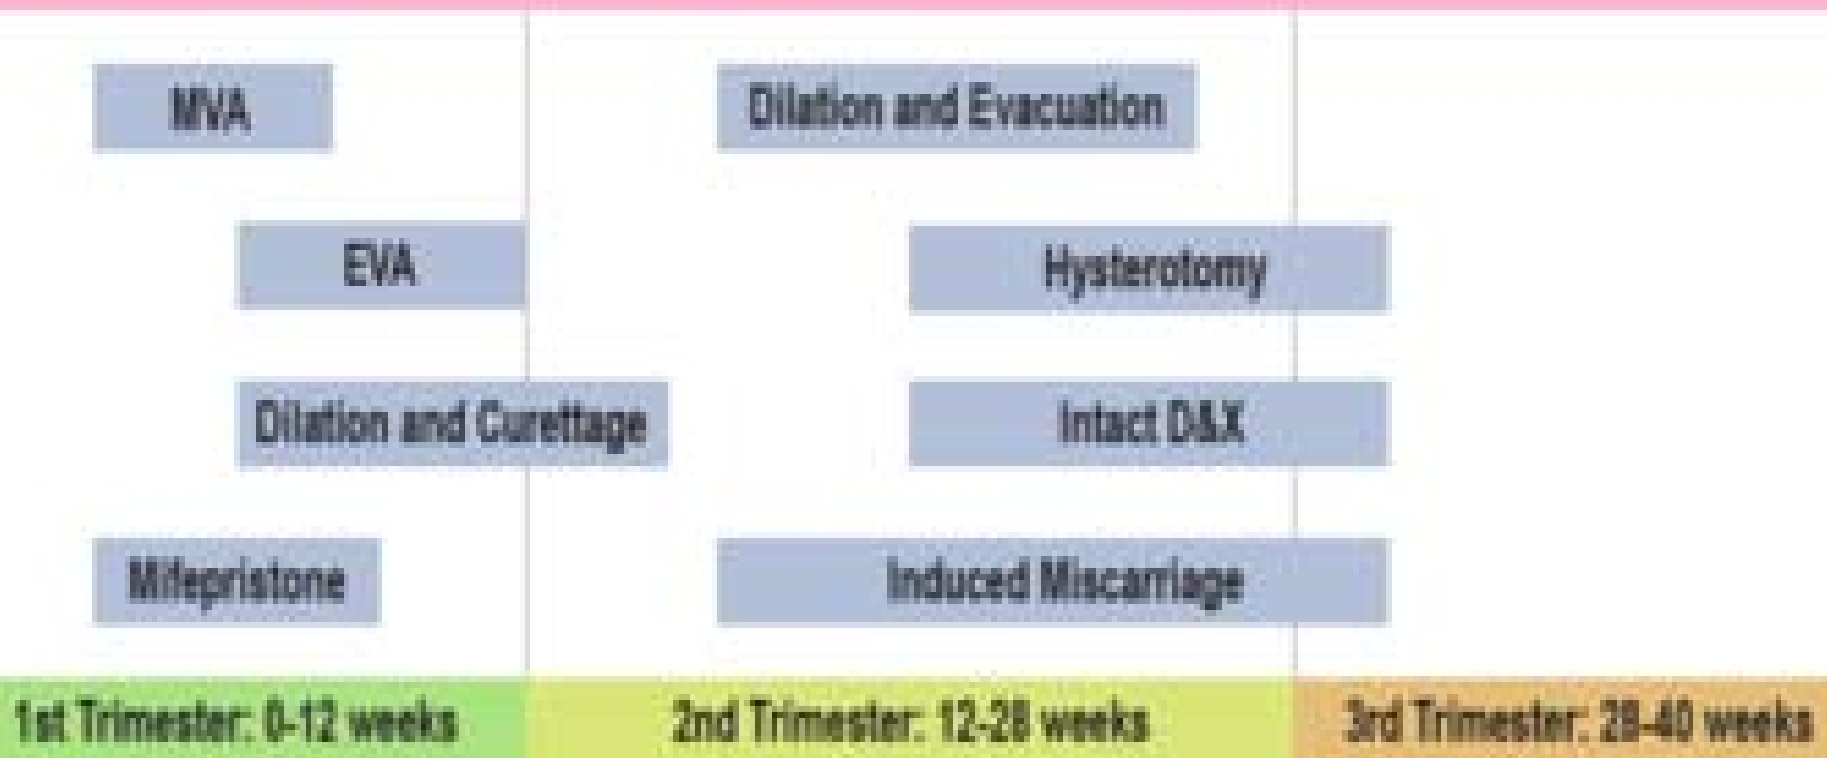 MVA
Dilation and Evacuation
EVA
Hysterotomy
Dilation and Curettage
Intact D&X
Mifepristone
Induced Miscarriage
1st Trimester: 0-12 weeks
2nd Trimester: 12-28 weeks
3rd Trimester: 28-40 weeks